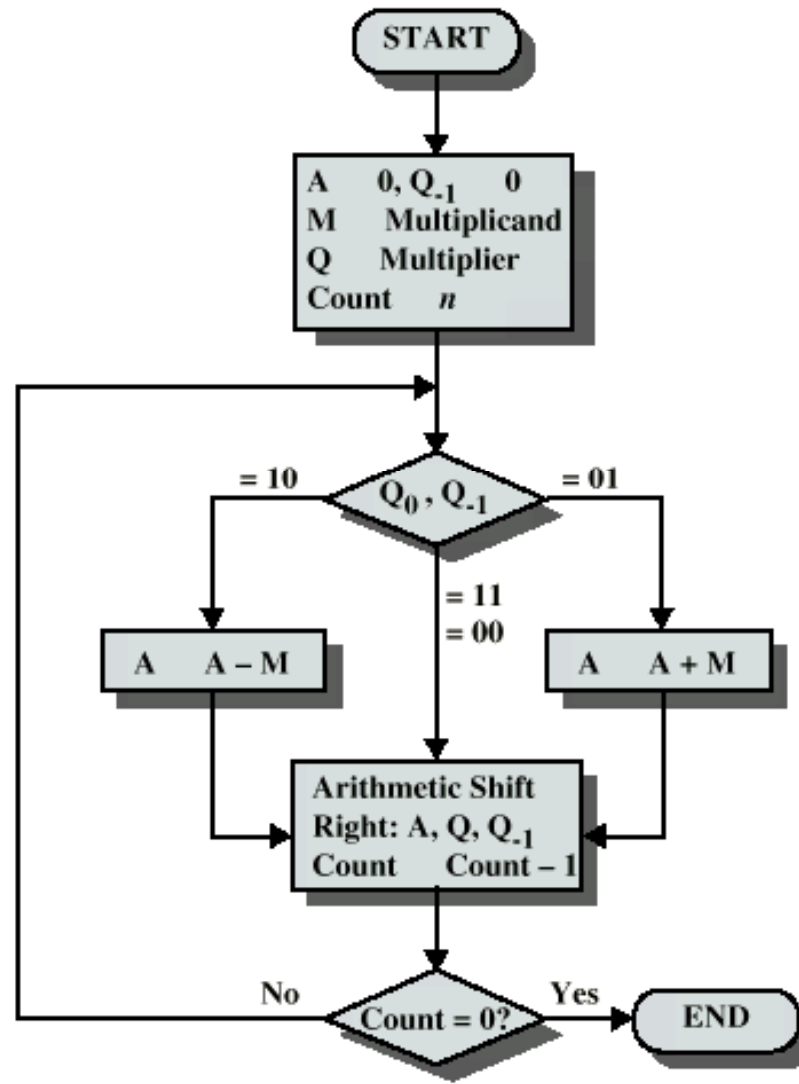 START
A 0, Q-1 0
M Multiplicand
Q Multiplier
Count n
= 10
Q0 , Q-1
= 01
= 11
= 00
A A – M
A A + M
Arithmetic Shift
Right: A, Q, Q-1
Count Count – 1
No
Count = 0?
Yes
END